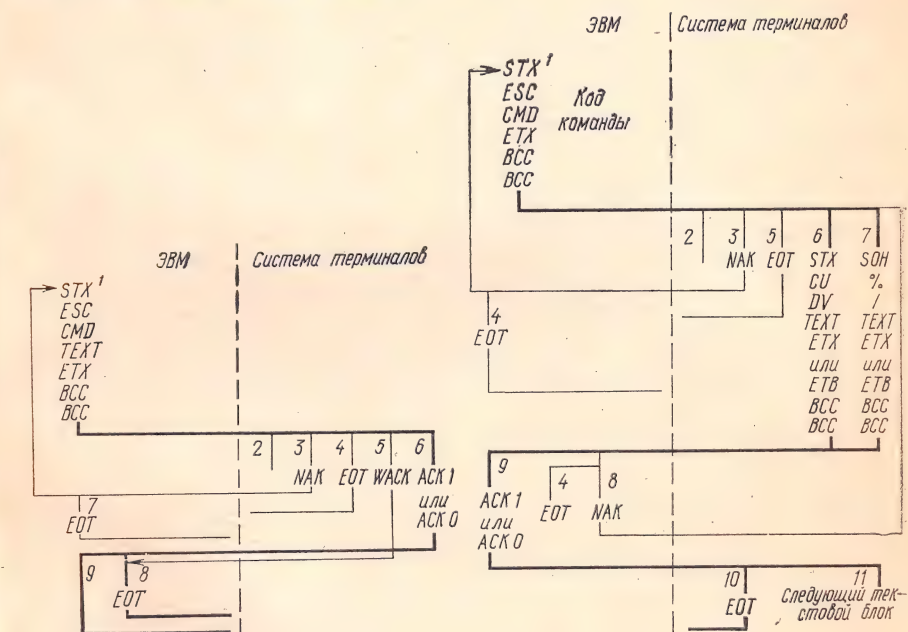 ЭВМ
Система терминалов
STX 1
ESC
CMD
TEXT
ETX
BCC
BCC
2
3
NAK
4
EOT
5
WACK
6
ACK 1
или
ACK 0
7
EOT
9
8
EOT
ЭВМ
Система терминалов
STX 1
ESC
CMD
ETX
BCC
BCC
Код
команды
2
3
NAK
5
EOT
6
STX
CU
DV
TEXT
ETX
или
ETB
BCC
BCC
7
SOH
%
/
TEXT
ETX
или
ETB
BCC
BCC
4
EOT
9
ACK 1
или
ACK 0
4
EOT
8
NAK
10
EOT
11
Следующий тек-
стовой блок